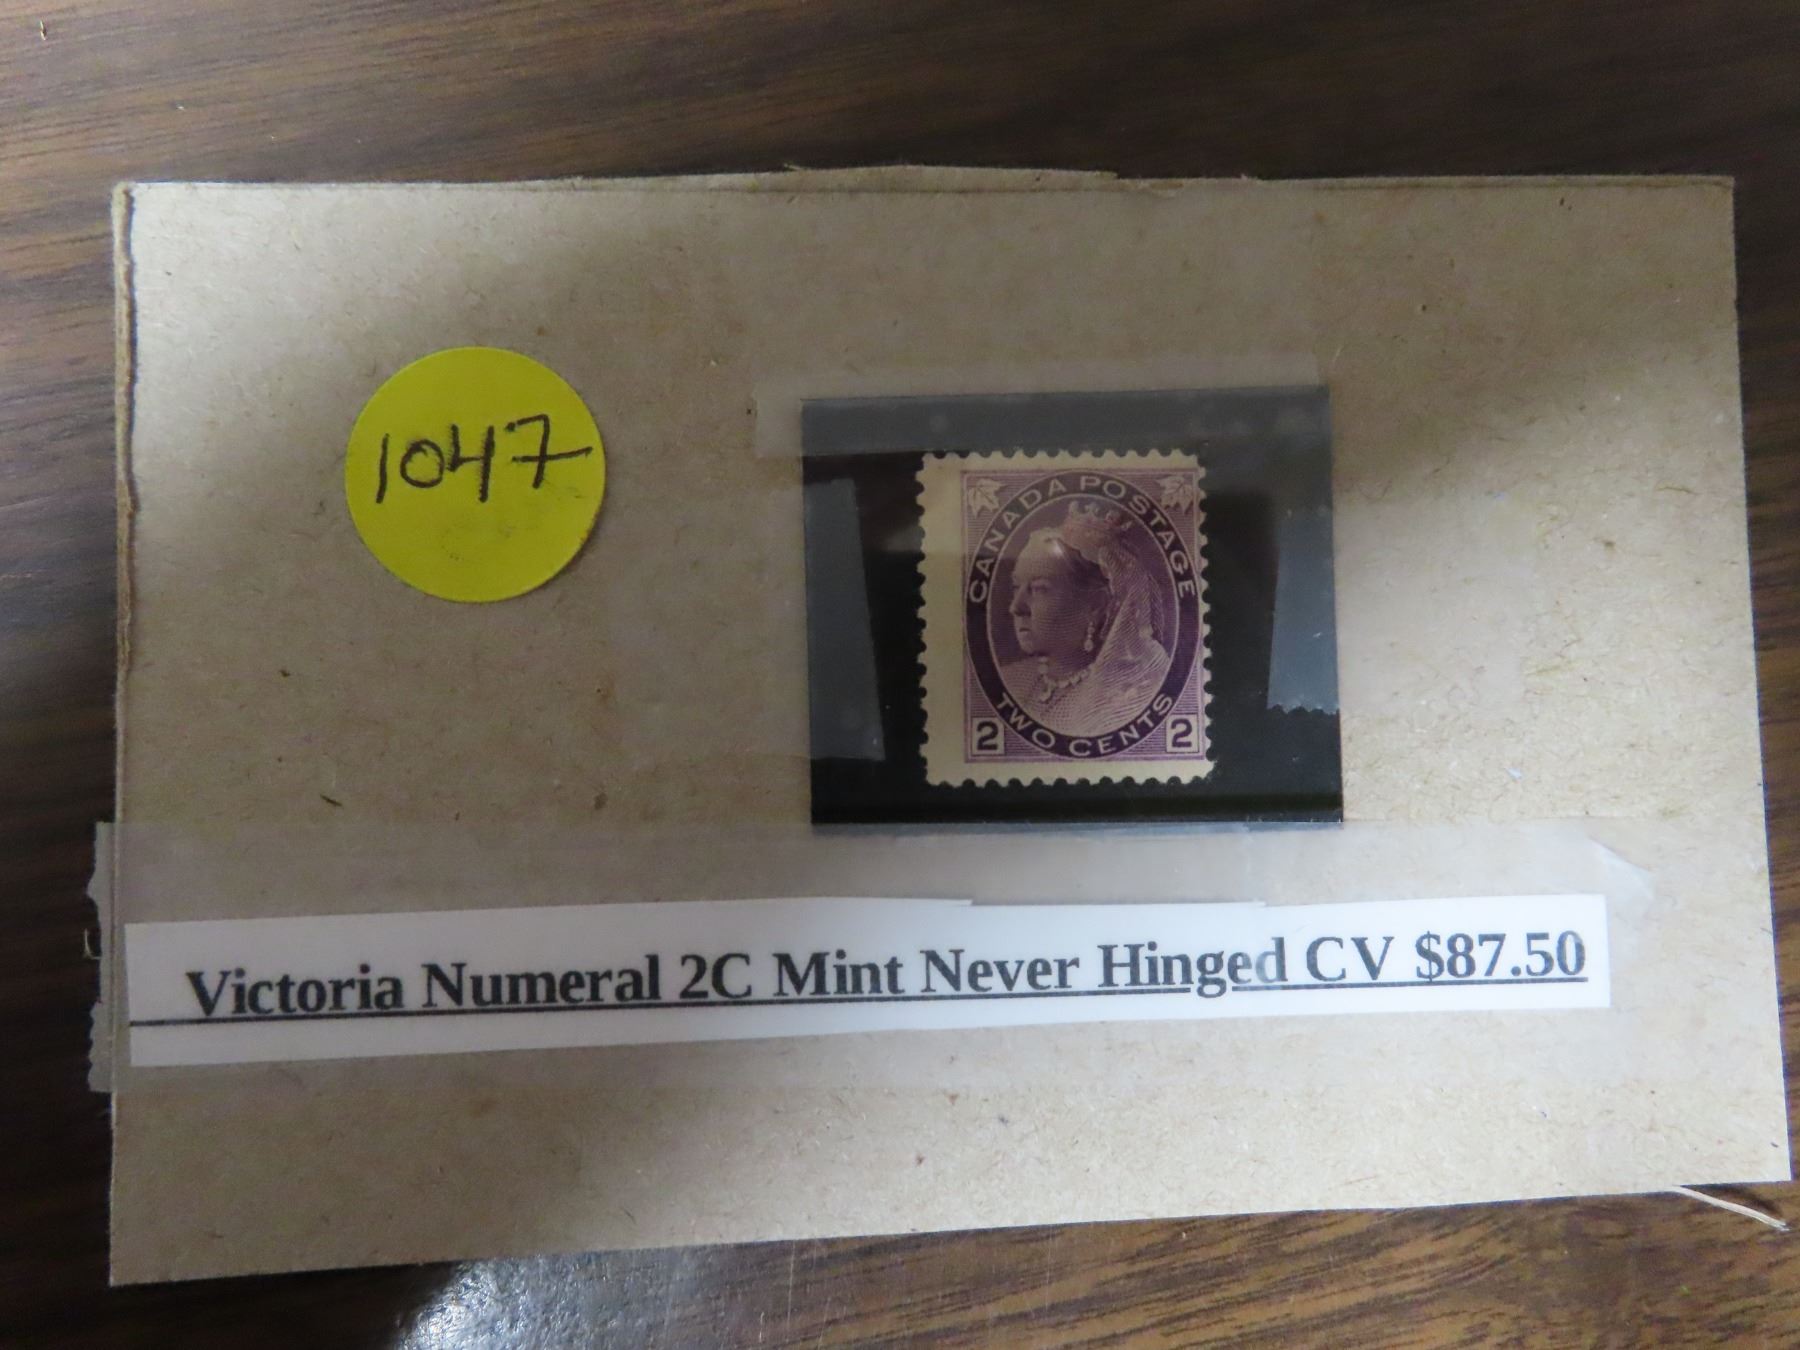 1047
CANADA POSTAGE
TWO CENTS
2 2
Victoria Numeral 2C Mint Never Hinged CV $87.50